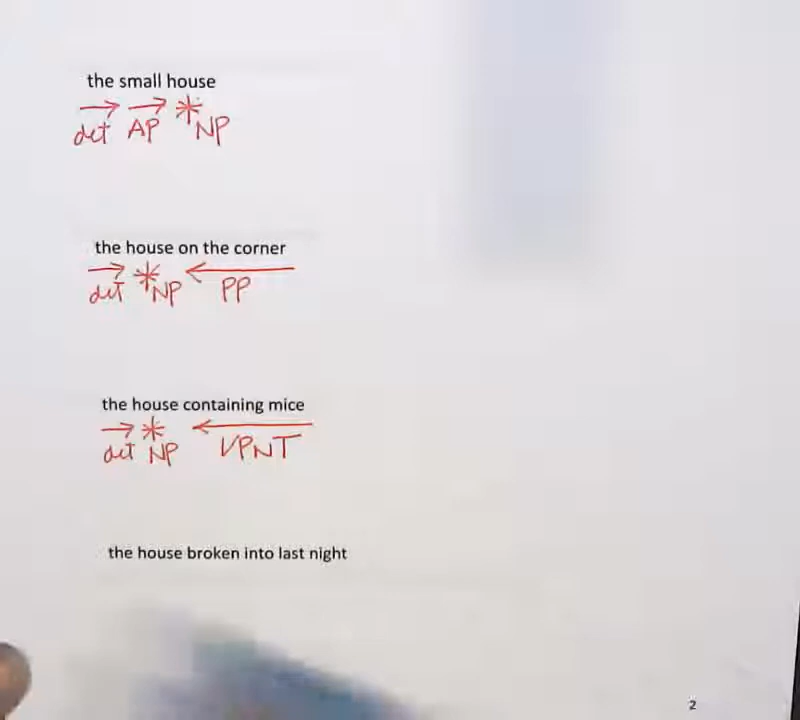 the small house
→ → *
det AP NP
the house on the corner
→ * ←
det NP PP
the house containing mice
→ * ←
det NP VPNT
the house broken into last night
2